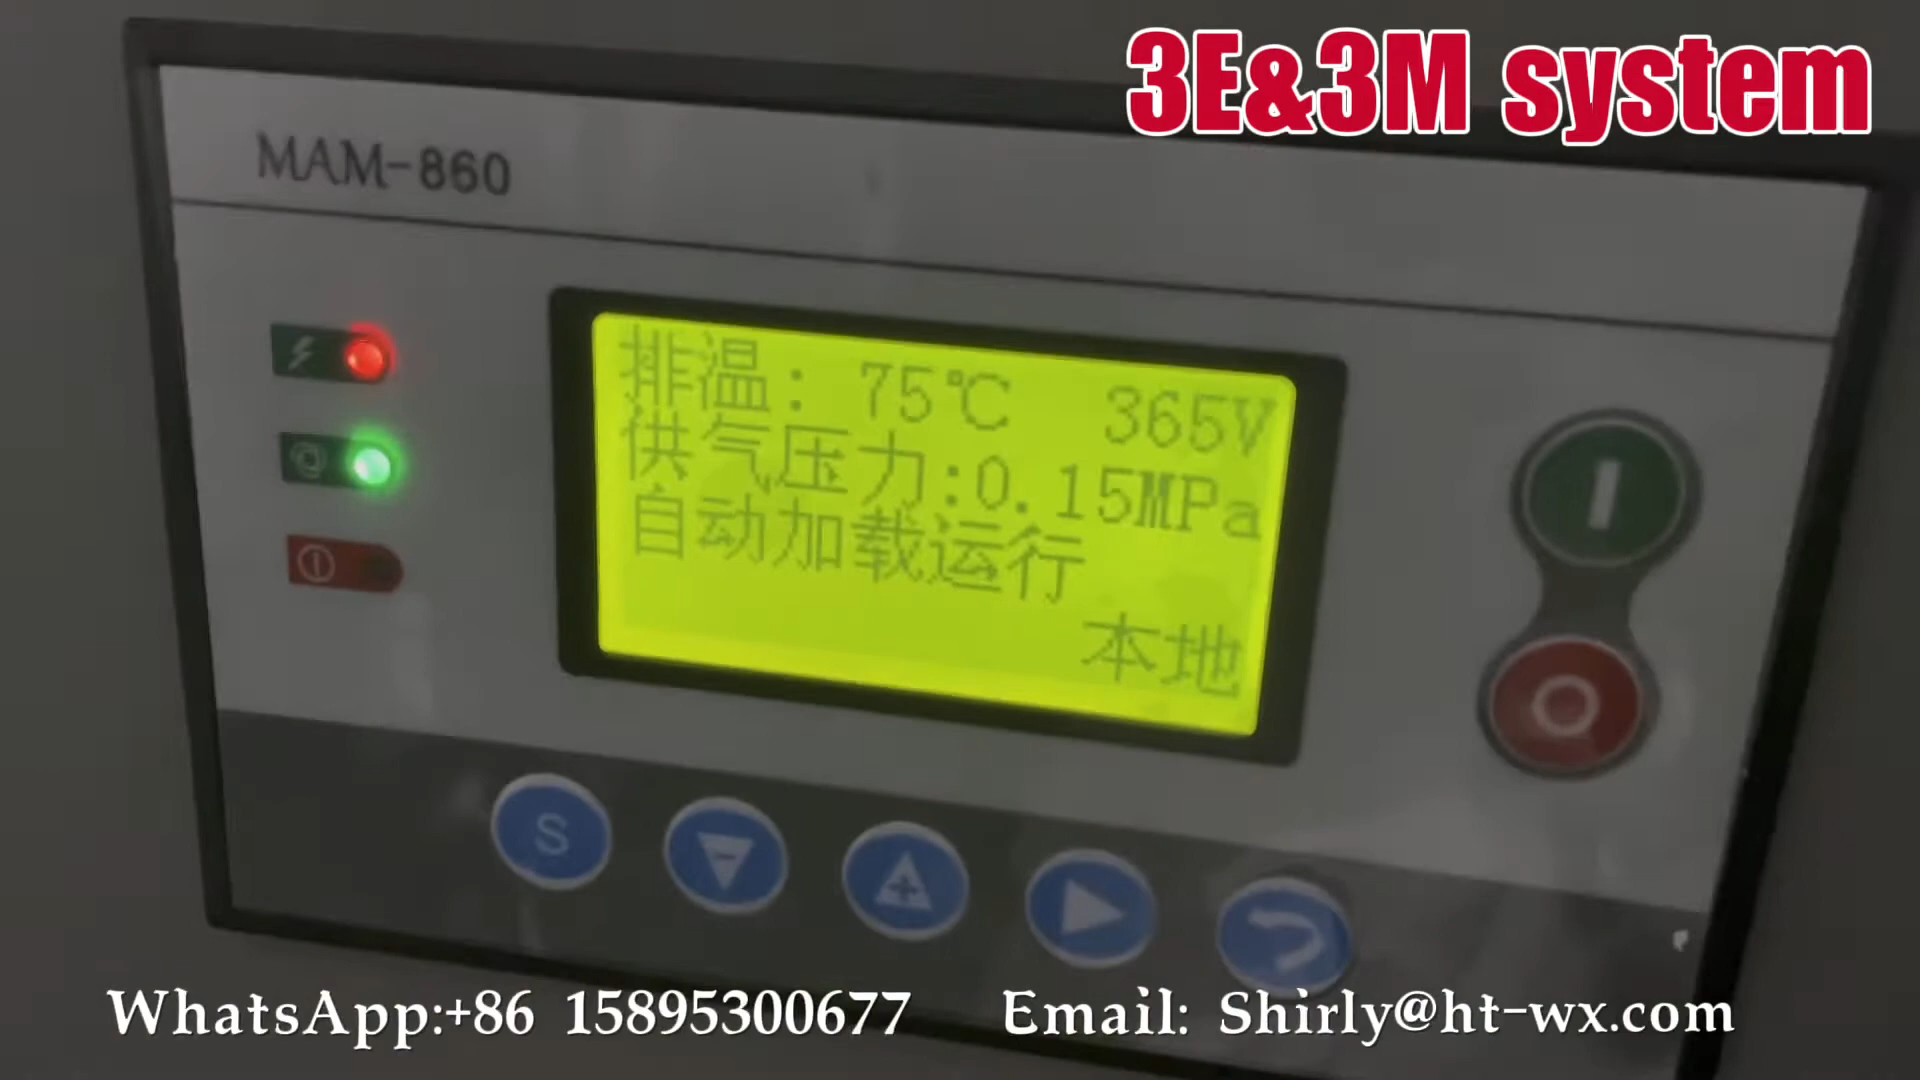 3E&3M system
MAM-860
排温: 75℃ 365V
供气压力:0.15MPa
自动加载运行
本地
S
WhatsApp:+86 15895300677 Email: Shirly@ht-wx.com